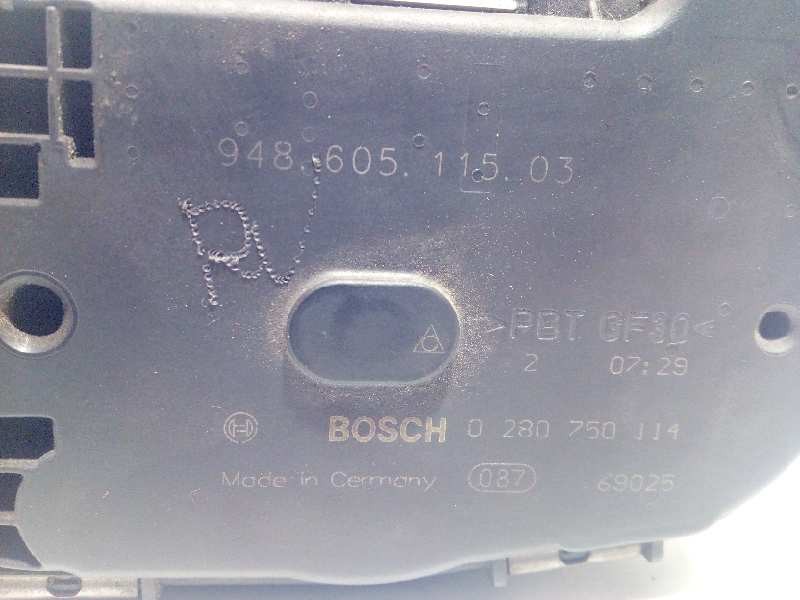 948.605.115.03
RV
>PBT GF30<
2 07:29
BOSCH 0 280 750 114
Made in Germany 087 69025